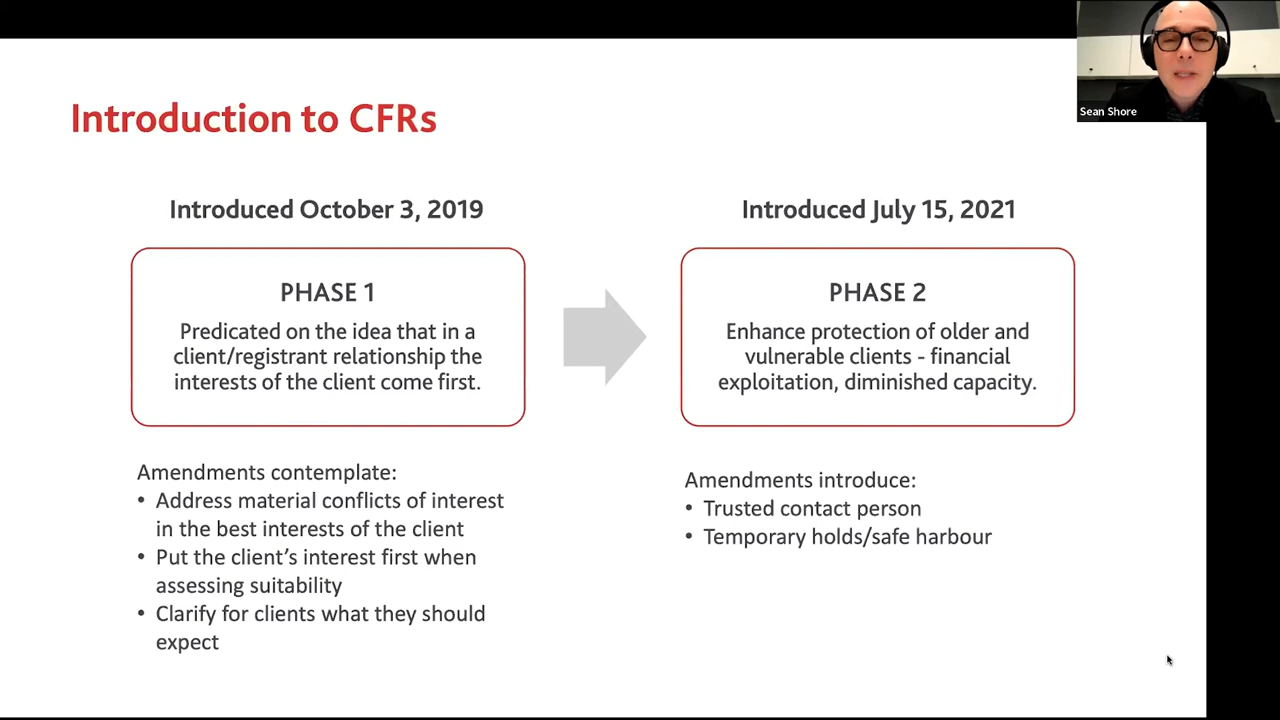 Sean Shore
Introduction to CFRs
Introduced October 3, 2019
PHASE 1
Predicated on the idea that in a
client/registrant relationship the
interests of the client come first.
Amendments contemplate:
• Address material conflicts of interest
in the best interests of the client
• Put the client's interest first when
assessing suitability
• Clarify for clients what they should
expect
Introduced July 15, 2021
PHASE 2
Enhance protection of older and
vulnerable clients - financial
exploitation, diminished capacity.
Amendments introduce:
• Trusted contact person
• Temporary holds/safe harbour